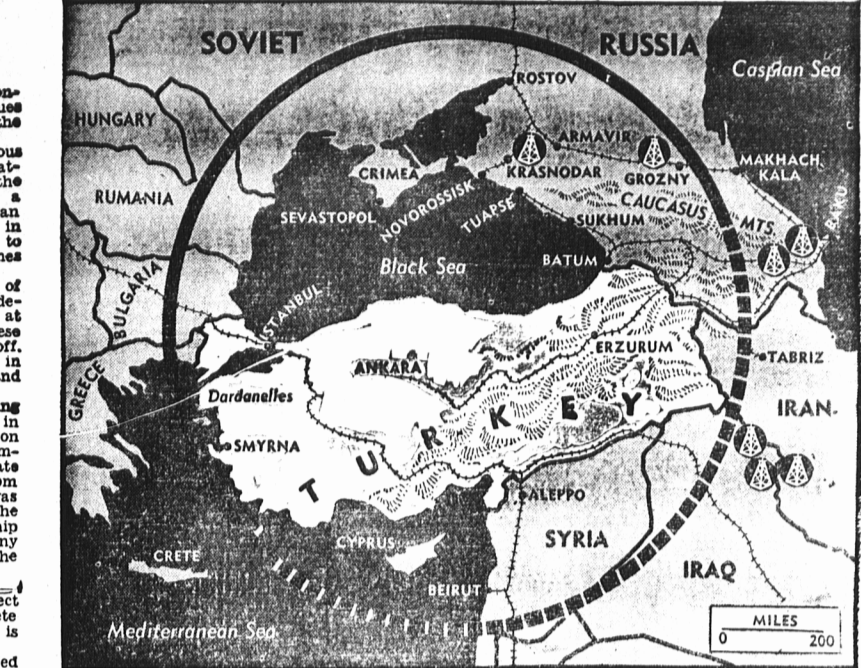 SOVIET RUSSIA
Caspian Sea
ROSTOV
HUNGARY
ARMAVIR
KRASNODAR
GROZNY
MAKHACH
KALA
CRIMEA
RUMANIA
SEVASTOPOL
NOVOROSSISK
TUAPSE
CAUCASUS MTS.
SUKHUM
BAKU
Black Sea
BATUM
BULGARIA
ISTANBUL
ERZURUM
ANKARA
TABRIZ
GREECE
Dardanelles
IRAN
TURKEY
SMYRNA
ALEPPO
SYRIA
CYPRUS
CRETE
BEIRUT
IRAQ
MILES
0 200
Mediterranean Sea